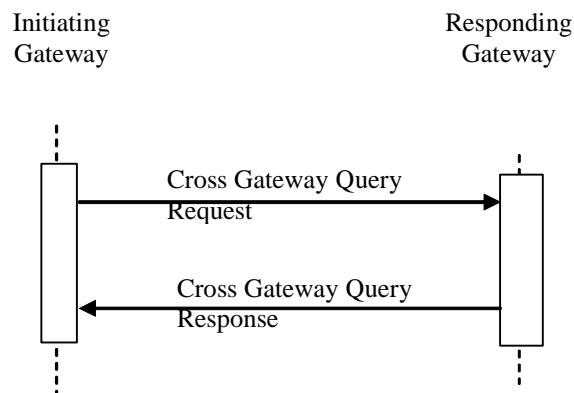 Initiating
Gateway
Responding
Gateway
Cross Gateway Query
Request
Cross Gateway Query
Response